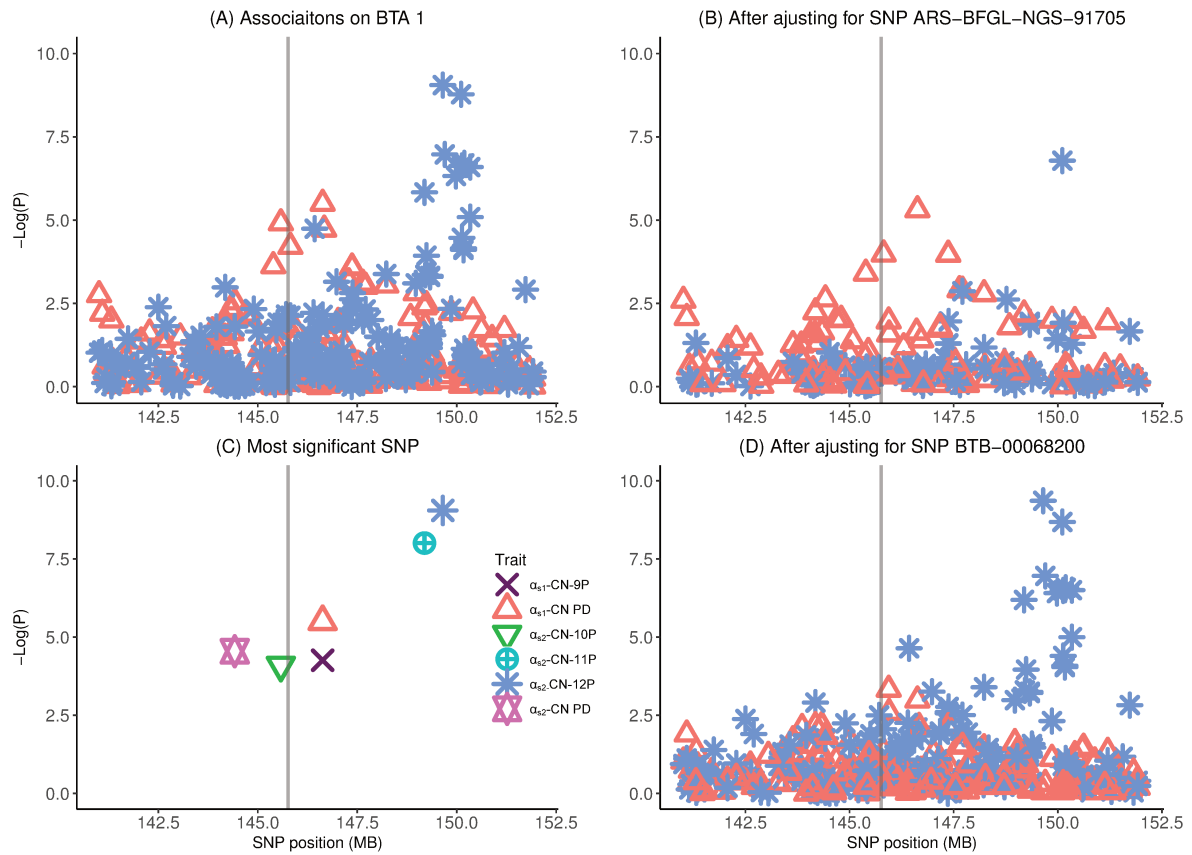 (A) Associaitons on BTA 1
(B) After ajusting for SNP ARS−BFGL−NGS−91705
10.0
7.5
5.0
2.5
0.0
−Log(P)
142.5 145.0 147.5 150.0 152.5
10.0
7.5
5.0
2.5
0.0
142.5 145.0 147.5 150.0 152.5
(C) Most significant SNP
(D) After ajusting for SNP BTB−00068200
10.0
7.5
5.0
2.5
0.0
−Log(P)
Trait
αs1-CN-9P
αs1-CN PD
αs2-CN-10P
αs2-CN-11P
αs2.CN-12P
αs2-CN PD
142.5 145.0 147.5 150.0 152.5
SNP position (MB)
10.0
7.5
5.0
2.5
0.0
142.5 145.0 147.5 150.0 152.5
SNP position (MB)